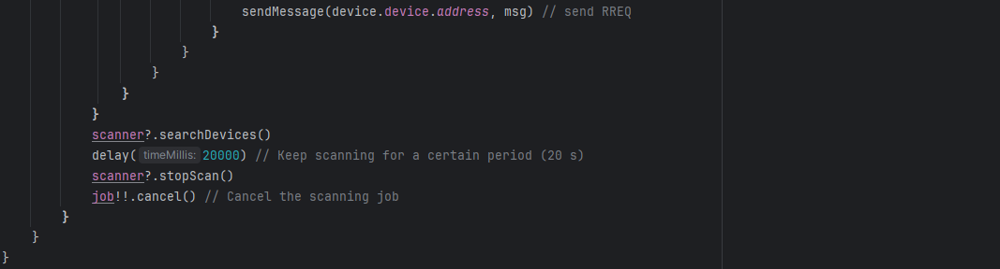 sendMessage(device.device.address, msg) // send RREQ
}
}
}
}
}
scanner?.searchDevices()
delay( timeMillis: 20000) // Keep scanning for a certain period (20 s)
scanner?.stopScan()
job!!.cancel() // Cancel the scanning job
}
}
}